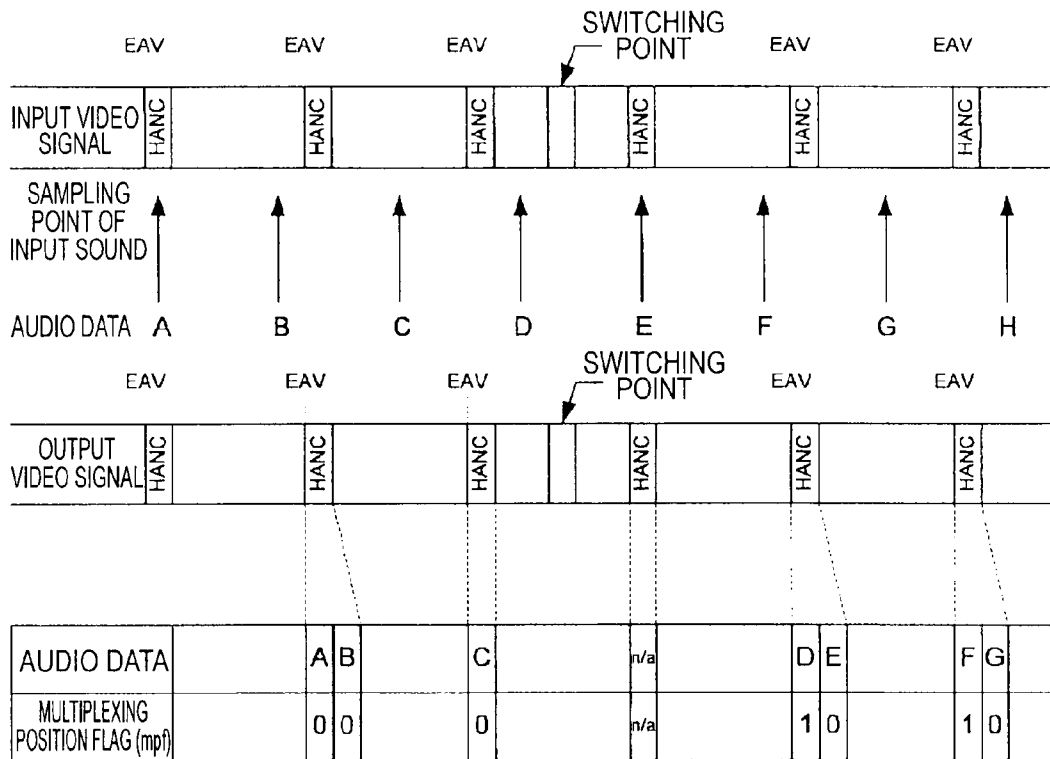 SWITCHING
POINT
EAV EAV EAV EAV EAV
INPUT VIDEO
SIGNAL
HANC HANC HANC HANC HANC HANC
SAMPLING
POINT OF
INPUT SOUND
AUDIO DATA A B C D E F G H
SWITCHING
POINT
EAV EAV EAV EAV EAV
OUTPUT
VIDEO SIGNAL
HANC HANC HANC HANC HANC HANC
AUDIO DATA A B C n/a D E F G
MULTIPLEXING
POSITION FLAG (mpf)
0 0 0 n/a 1 0 1 0